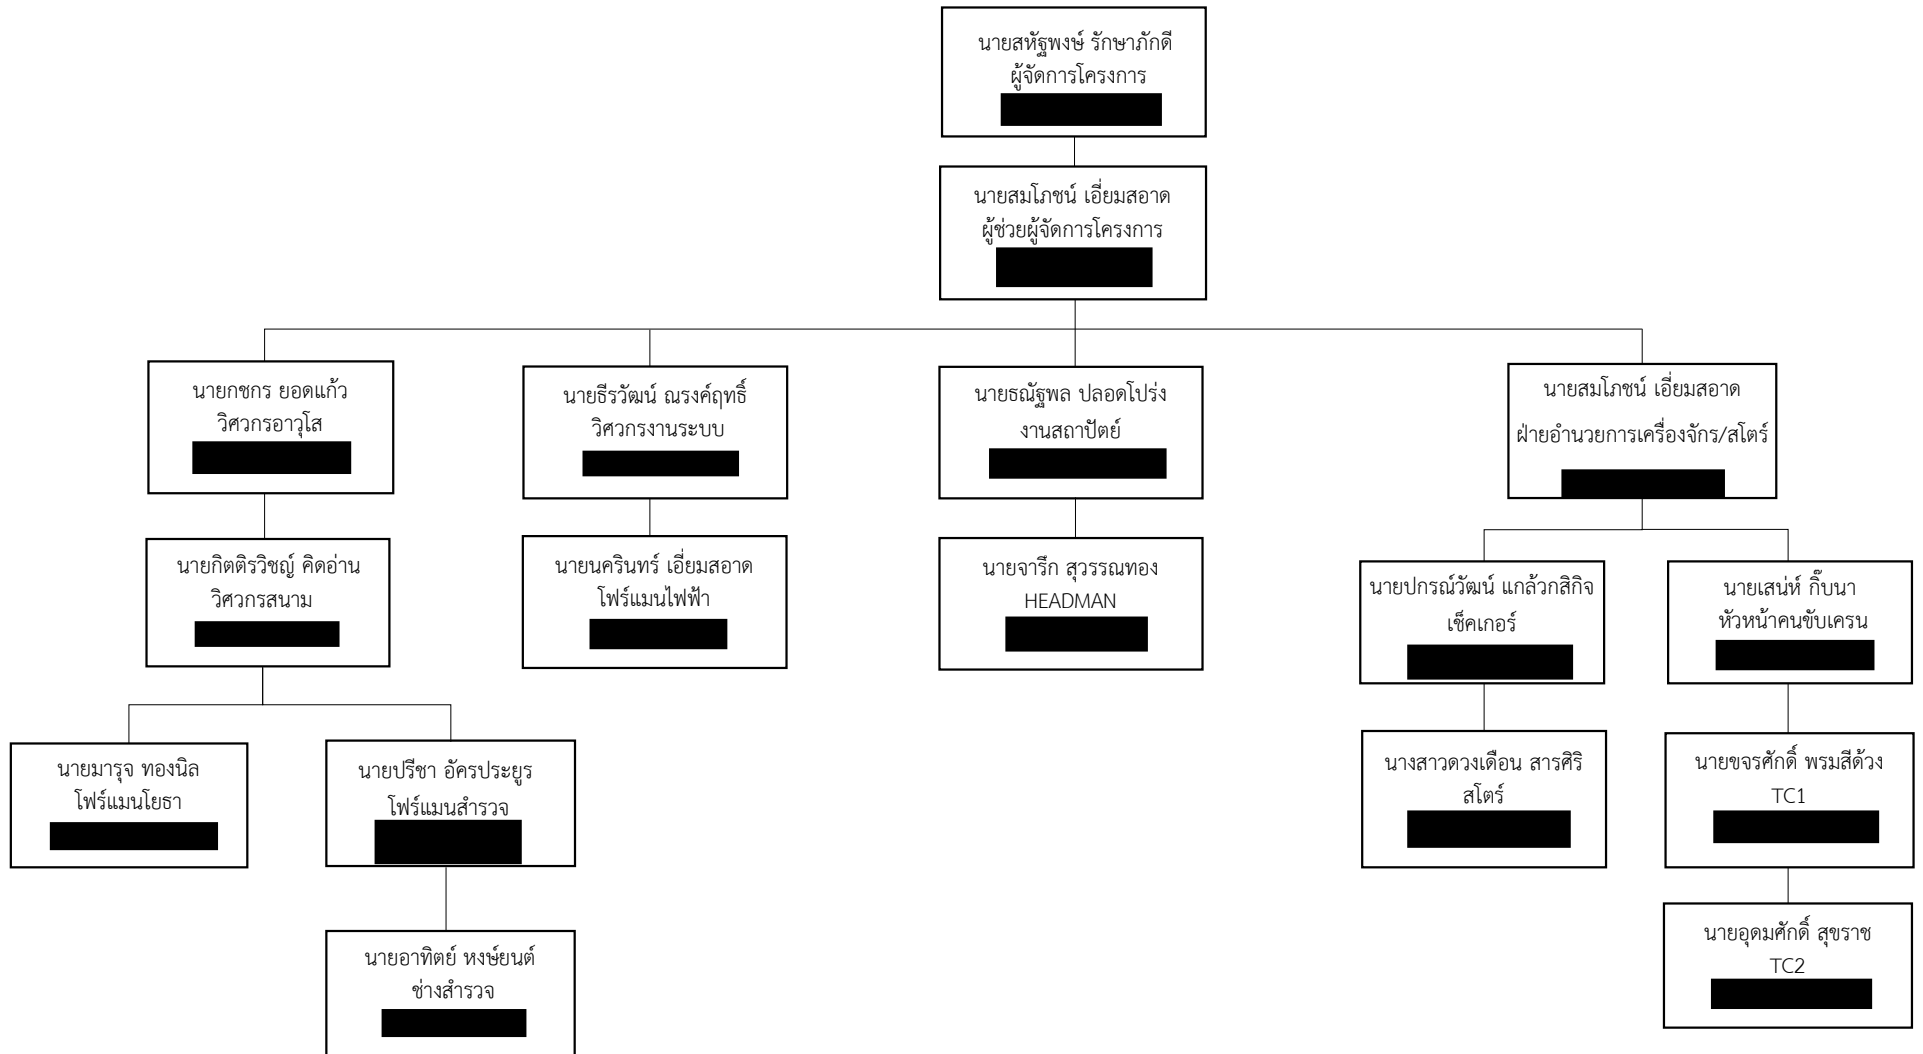 นายสหัฐพงษ์ รักษาภักดี
ผู้จัดการโครงการ
นายสมโภชน์ เอี่ยมสอาด
ผู้ช่วยผู้จัดการโครงการ
นายกชกร ยอดแก้ว
วิศวกรอาวุโส
นายธีรวัฒน์ ณรงค์ฤทธิ์
วิศวกรงานระบบ
นายธณัฐพล ปลอดโปร่ง
งานสถาปัตย์
นายสมโภชน์ เอี่ยมสอาด
ฝ่ายอำนวยการเครื่องจักร/สโตร์
นายกิตติรวิชญ์ คิดอ่าน
วิศวกรสนาม
นายนครินทร์ เอี่ยมสอาด
โฟร์แมนไฟฟ้า
นายจารึก สุวรรณทอง
HEADMAN
นายปกรณ์วัฒน์ แกล้วกสิกิจ
เช็คเกอร์
นายเสน่ห์ กิ๊บนา
หัวหน้าคนขับเครน
นายมารุจ ทองนิล
โฟร์แมนโยธา
นายปรีชา อัครประยูร
โฟร์แมนสำรวจ
นางสาวดวงเดือน สารศิริ
สโตร์
นายขจรศักดิ์ พรมสีด้วง
TC1
นายอาทิตย์ หงษ์ยนต์
ช่างสำรวจ
นายอุดมศักดิ์ สุขราช
TC2